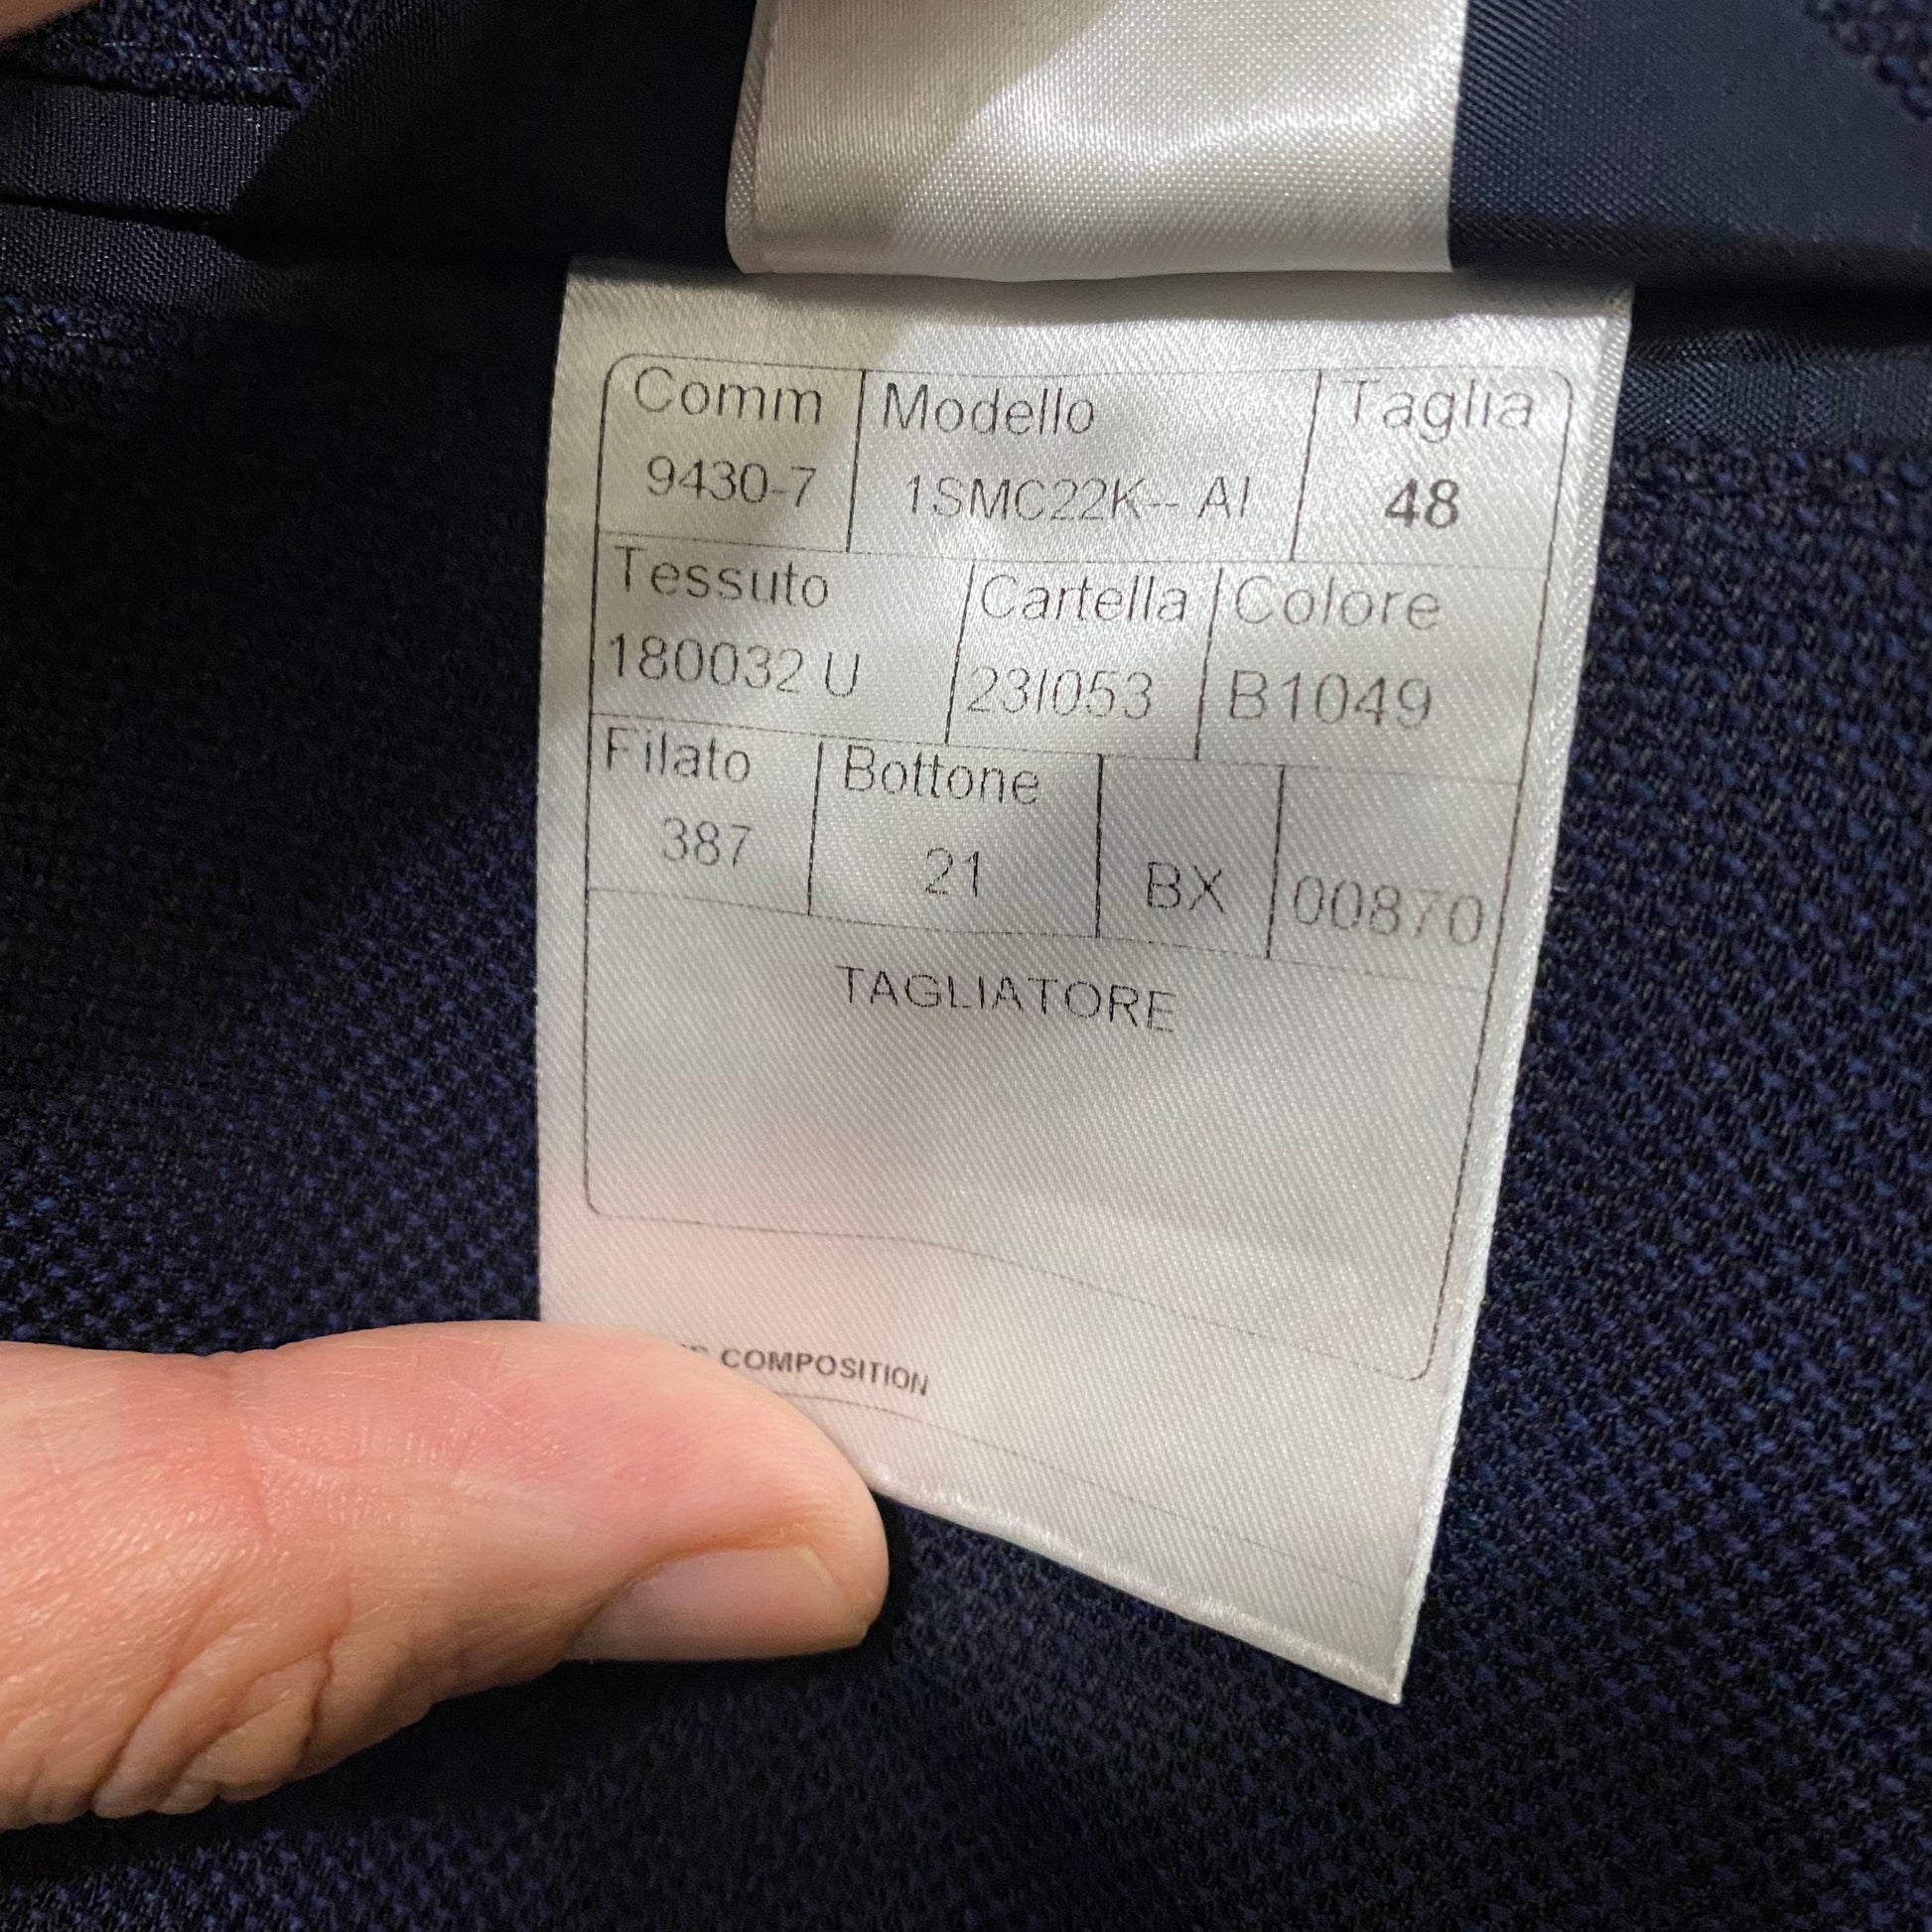 Comm Modello Taglia
9430-7 1SMC22K-- AI 48
Tessuto Cartella Colore
180032 U 23I053 B1049
Filato Bottone
387 21 BX 00870
TAGLIATORE
COMPOSITION